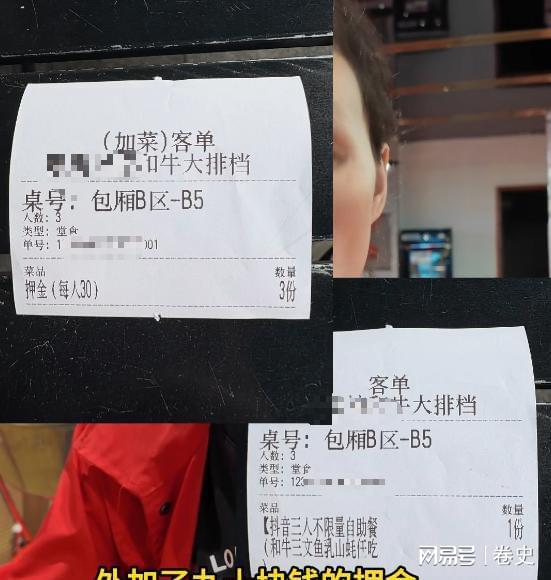 (加菜)客单
和牛大排档
桌号: 包厢B区-B5
人数: 3
类型: 堂食
单号: 1 001
菜品 数量
押金(每人30) 3份
客单
牛大排档
桌号: 包厢B区-B5
人数: 3
类型: 堂食
单号: 123
菜品 数量
【抖音三人不限量自助餐 1份
(和牛三文鱼乳山蚝仟吃
LO
外加了九十块钱的押金
网易号 | 卷史